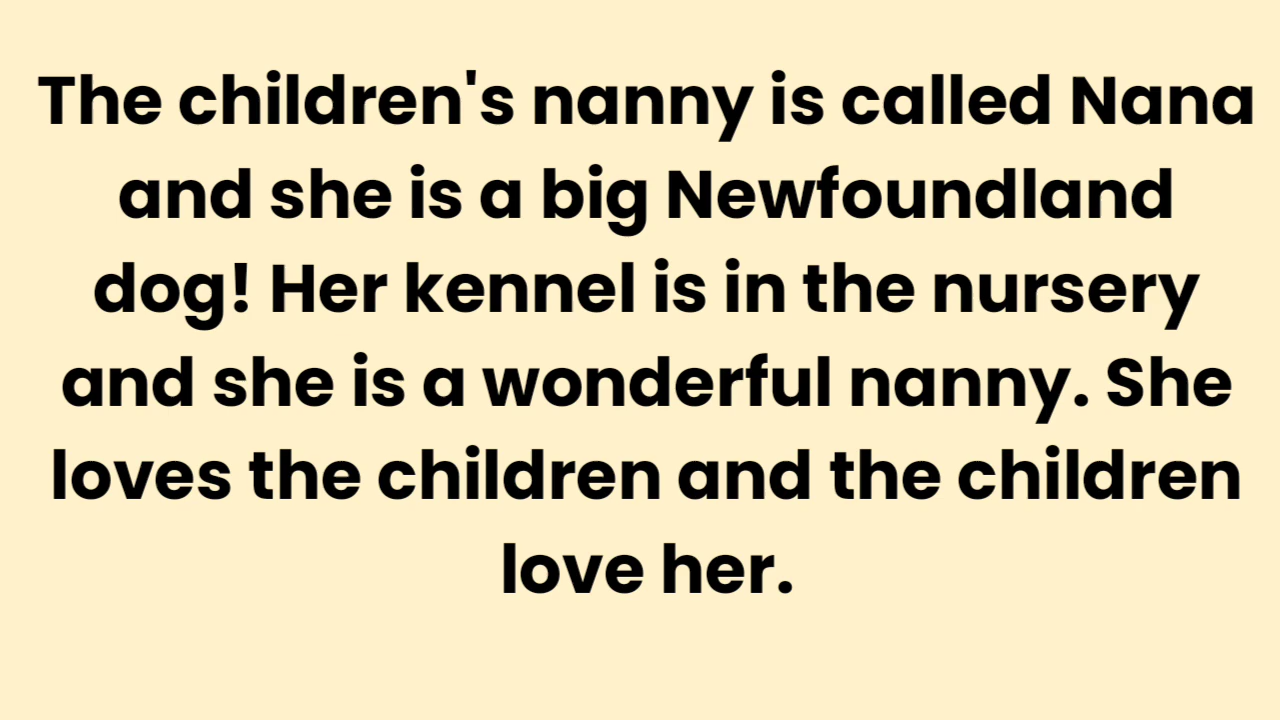 The children's nanny is called Nana
and she is a big Newfoundland
dog! Her kennel is in the nursery
and she is a wonderful nanny. She
loves the children and the children
love her.